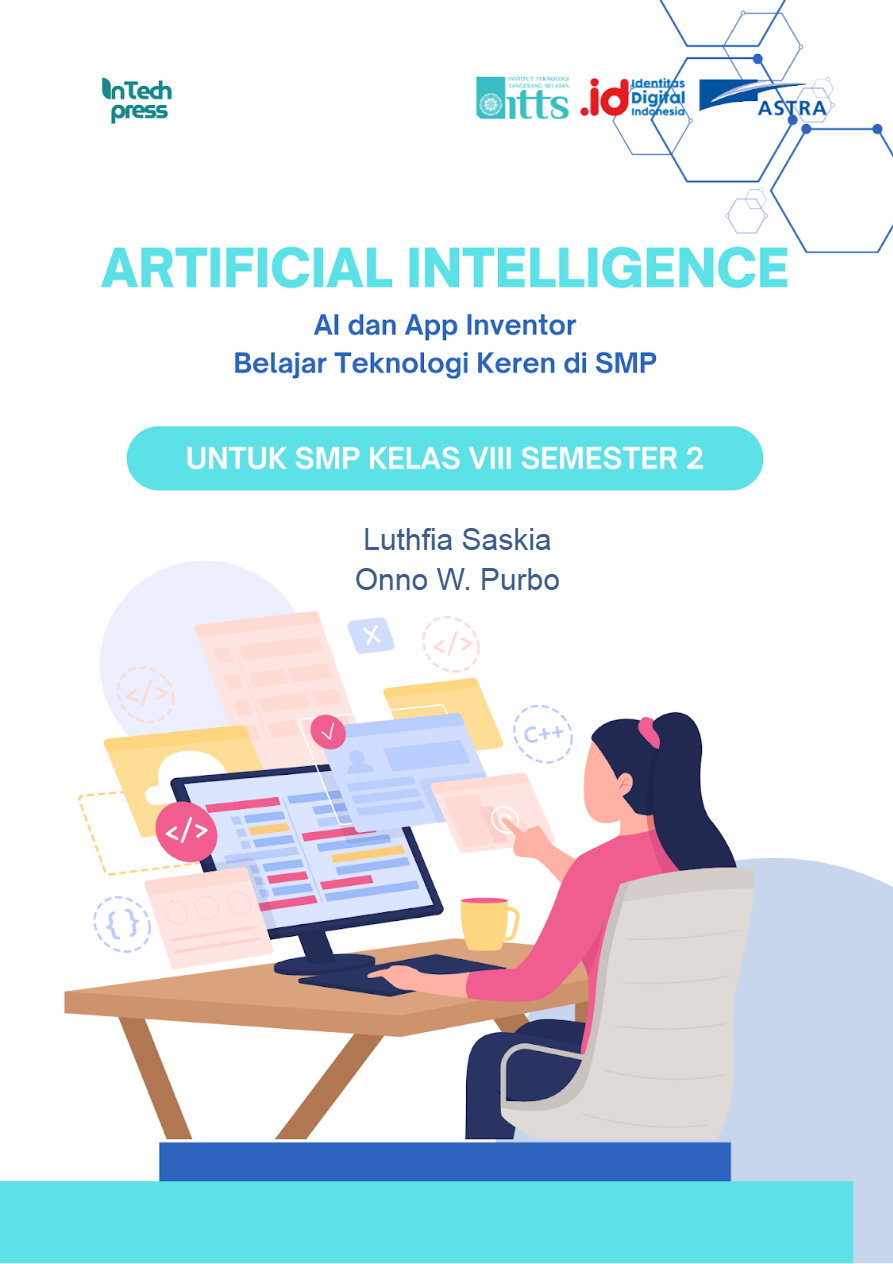 InTech
press
INSTITUT TEKNOLOGI
TANGERANG SELATAN
itts
.id
Identitas
Digital
Indonesia
ASTRA
ARTIFICIAL INTELLIGENCE
AI dan App Inventor
Belajar Teknologi Keren di SMP
UNTUK SMP KELAS VIII SEMESTER 2
Luthfia Saskia
Onno W. Purbo
X
</>
</>
C++
</>
{}